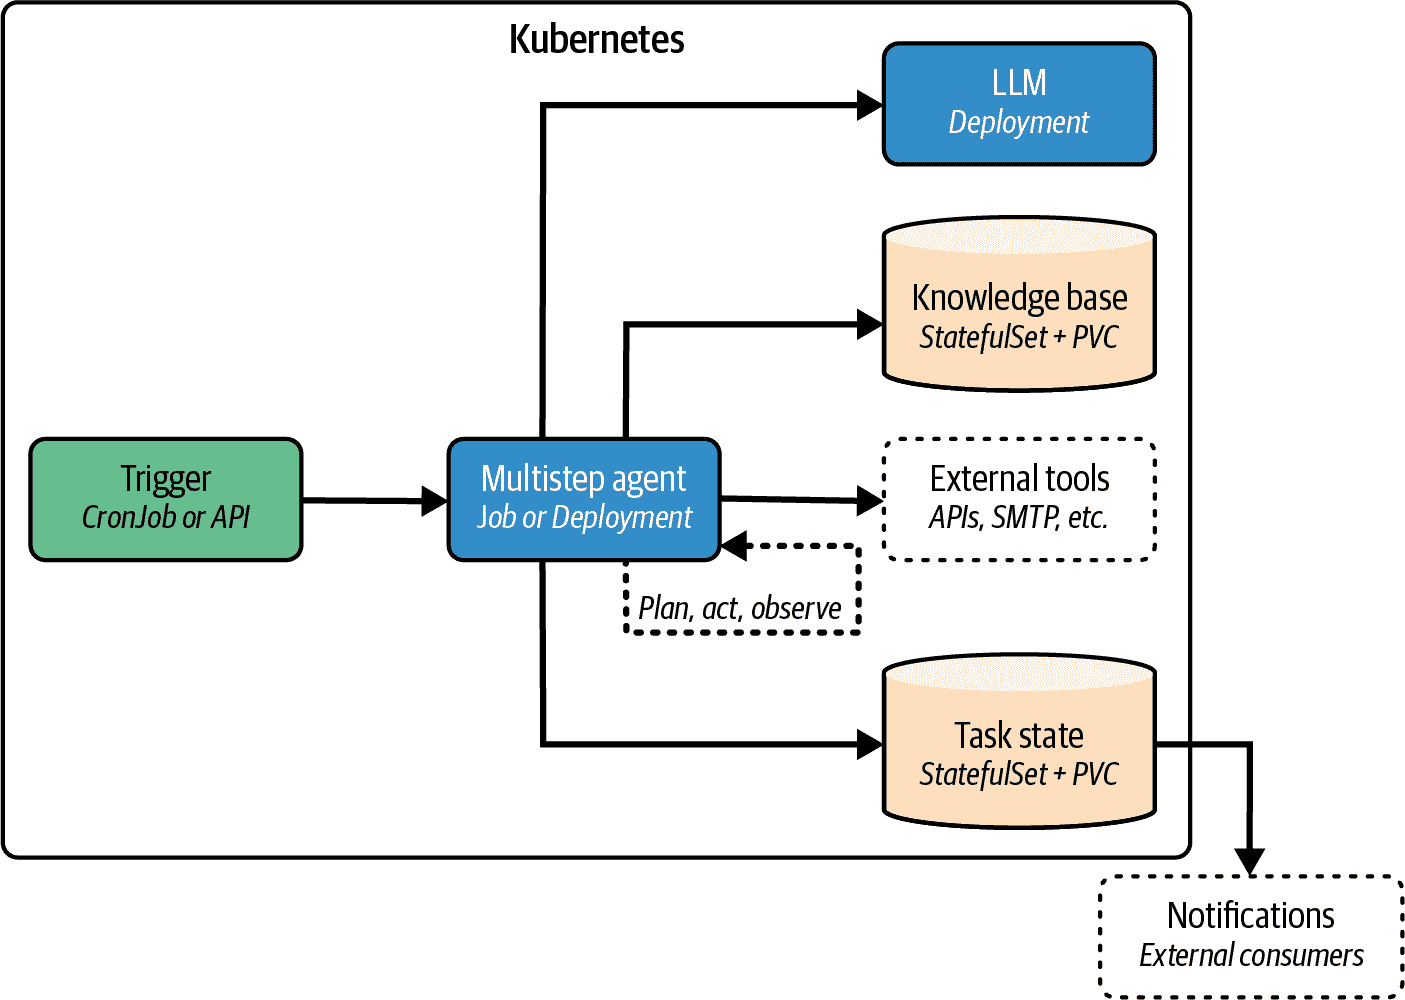 Kubernetes
LLM
Deployment
Knowledge base
StatefulSet + PVC
Trigger
CronJob or API
Multistep agent
Job or Deployment
External tools
APIs, SMTP, etc.
Plan, act, observe
Task state
StatefulSet + PVC
Notifications
External consumers